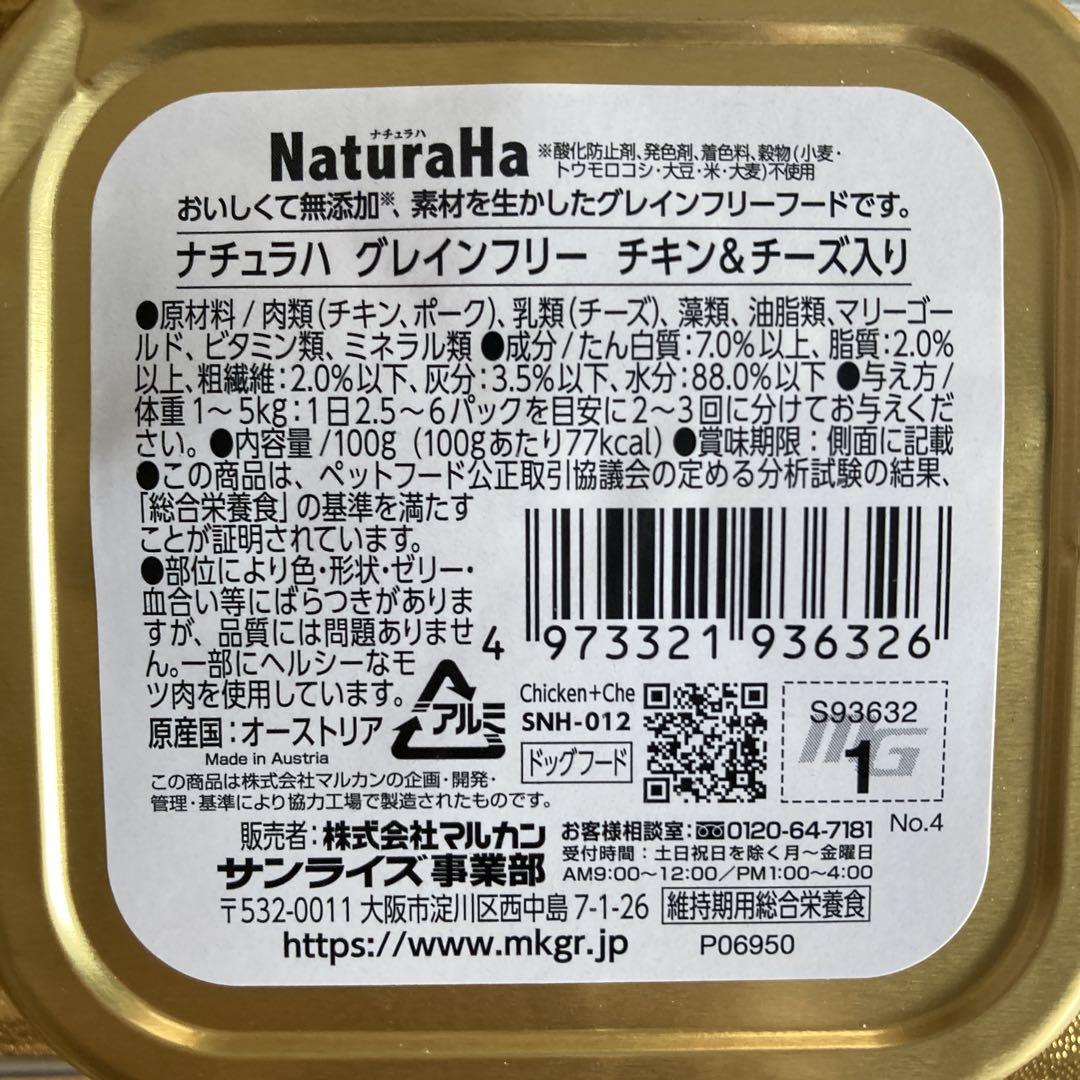 ナチュラハ
NaturaHa ※酸化防止剤、発色剤、着色料、穀物(小麦・
トウモロコシ・大豆・米・大麦)不使用
おいしくて無添加※、素材を生かしたグレインフリーフードです。
ナチュラハ グレインフリー チキン&チーズ入り
●原材料/肉類(チキン、ポーク)、乳類(チーズ)、藻類、油脂類、マリーゴー
ルド、ビタミン類、ミネラル類 ●成分/たん白質:7.0%以上、脂質:2.0%
以上、粗繊維:2.0%以下、灰分:3.5%以下、水分:88.0%以下 ●与え方/
体重1~5kg:1日2.5~6パックを目安に2~3回に分けてお与えくだ
さい。●内容量/100g(100gあたり77kcal)●賞味期限:側面に記載
●この商品は、ペットフード公正取引協議会の定める分析試験の結果、
「総合栄養食」の基準を満たす
ことが証明されています。
●部位により色・形状・ゼリー・
血合い等にばらつきがありま
すが、品質には問題ありませ
ん。一部にヘルシーなモ
ツ肉を使用しています。
原産国:オーストリア
Made in Austria
アルミ
4 973321 936326
Chicken+Che
SNH-012
ドッグフード
S93632
MG
1
この商品は株式会社マルカンの企画・開発・
管理・基準により協力工場で製造されたものです。
No.4
販売者:株式会社マルカン
サンライズ事業部
お客様相談室:0120-64-7181
受付時間:土日祝日を除く月~金曜日
AM9:00~12:00/PM1:00~4:00
〒532-0011 大阪市淀川区西中島7-1-26
維持期用総合栄養食
https://www.mkgr.jp
P06950